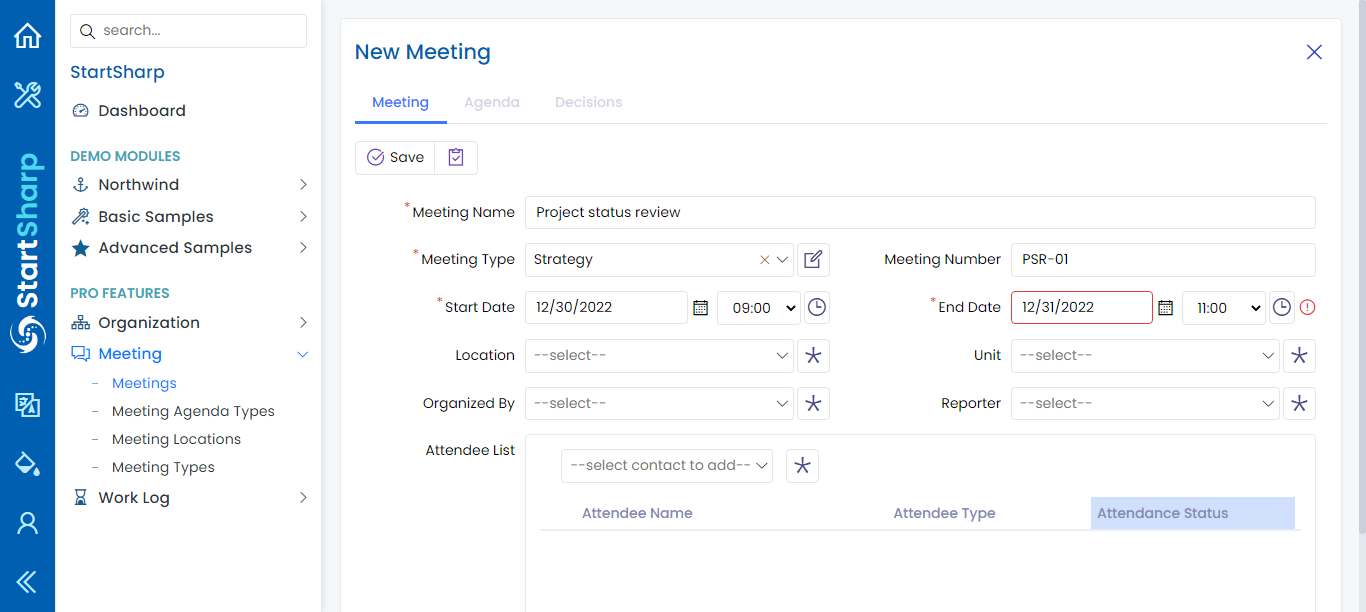 StartSharp
search...
StartSharp
Dashboard
DEMO MODULES
Northwind
Basic Samples
Advanced Samples
PRO FEATURES
Organization
Meeting
Meetings
Meeting Agenda Types
Meeting Locations
Meeting Types
Work Log
New Meeting
Meeting Agenda Decisions
Save
*Meeting Name Project status review
*Meeting Type Strategy Meeting Number PSR-01
*Start Date 12/30/2022 09:00 *End Date 12/31/2022 11:00
Location --select-- Unit --select--
Organized By --select-- Reporter --select--
Attendee List
--select contact to add--
Attendee Name Attendee Type Attendance Status